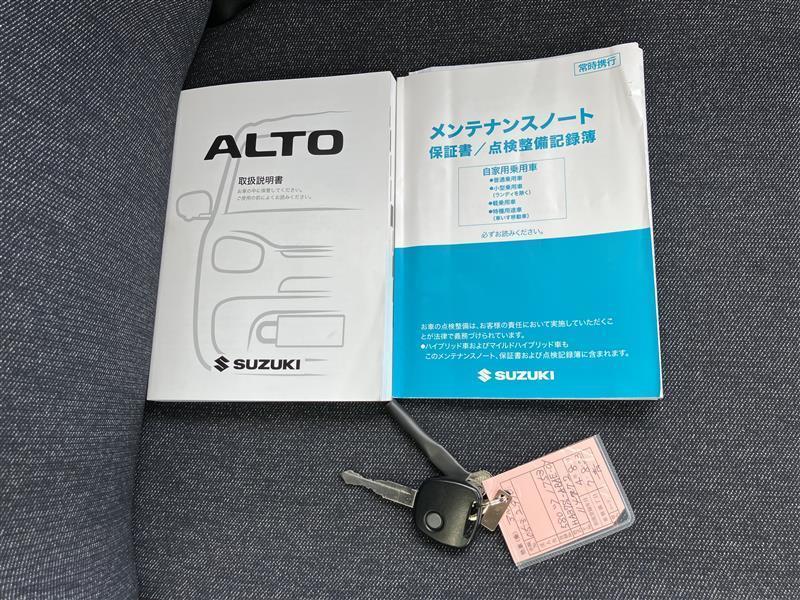 ALTO
取扱説明書
お車の中に保管してください。
ご使用の前によくお読みください。
SUZUKI
常時携行
メンテナンスノート
保証書／点検整備記録簿
自家用乗用車
●普通乗用車
●小型乗用車
(ランディを除く)
●軽乗用車
●特種用途車
(車いす移動車)
必ずお読みください。
お車の点検整備は、お客様の責任において実施していただくこ
とが法律で義務づけられています。
●ハイブリッド車およびマイルドハイブリッド車も
このメンテナンスノート、保証書および点検記録簿に含まれます。
SUZUKI